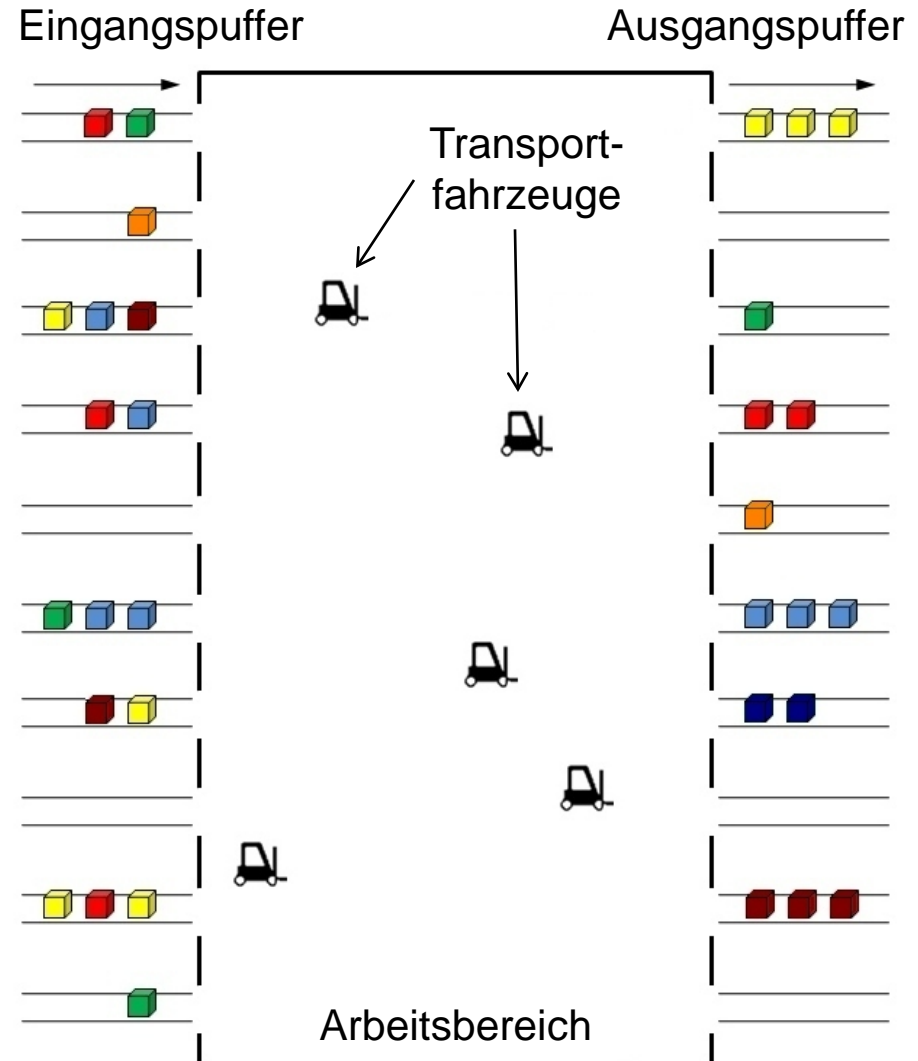 Eingangspuffer
Ausgangspuffer
Transport-
fahrzeuge
Arbeitsbereich